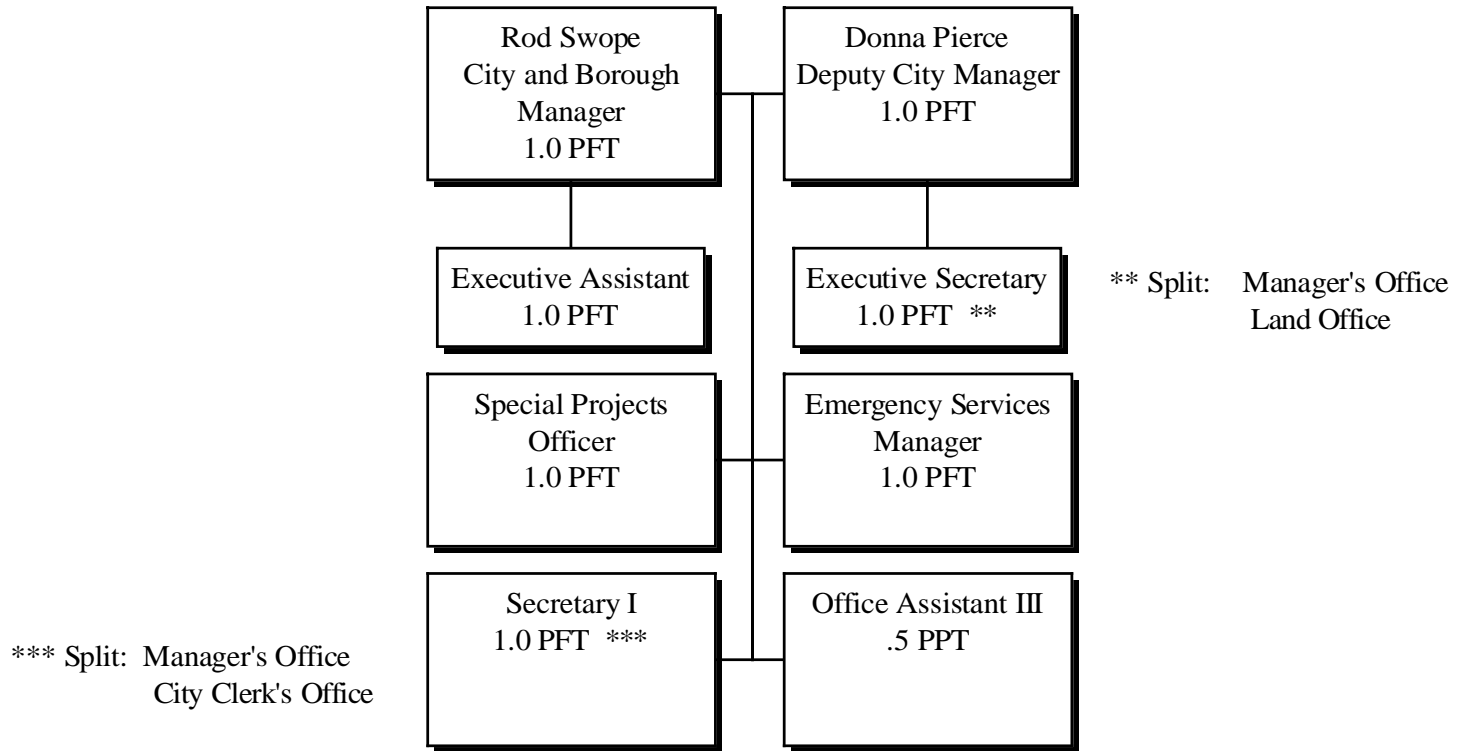 Rod Swope
City and Borough
Manager
1.0 PFT
Donna Pierce
Deputy City Manager
1.0 PFT
Executive Assistant
1.0 PFT
Executive Secretary
1.0 PFT **
** Split: Manager's Office
Land Office
Special Projects
Officer
1.0 PFT
Emergency Services
Manager
1.0 PFT
Secretary I
1.0 PFT ***
*** Split: Manager's Office
City Clerk's Office
Office Assistant III
.5 PPT